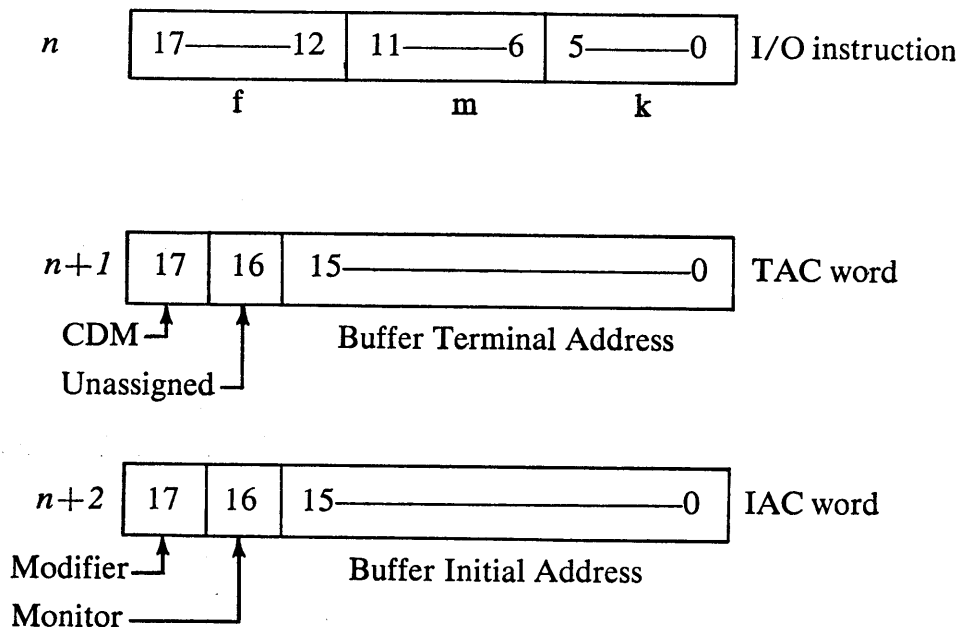 n 17——12 11——6 5——0 I/O instruction
f m k
n+1 17 16 15——0 TAC word
CDM Buffer Terminal Address
Unassigned
n+2 17 16 15——0 IAC word
Modifier Buffer Initial Address
Monitor